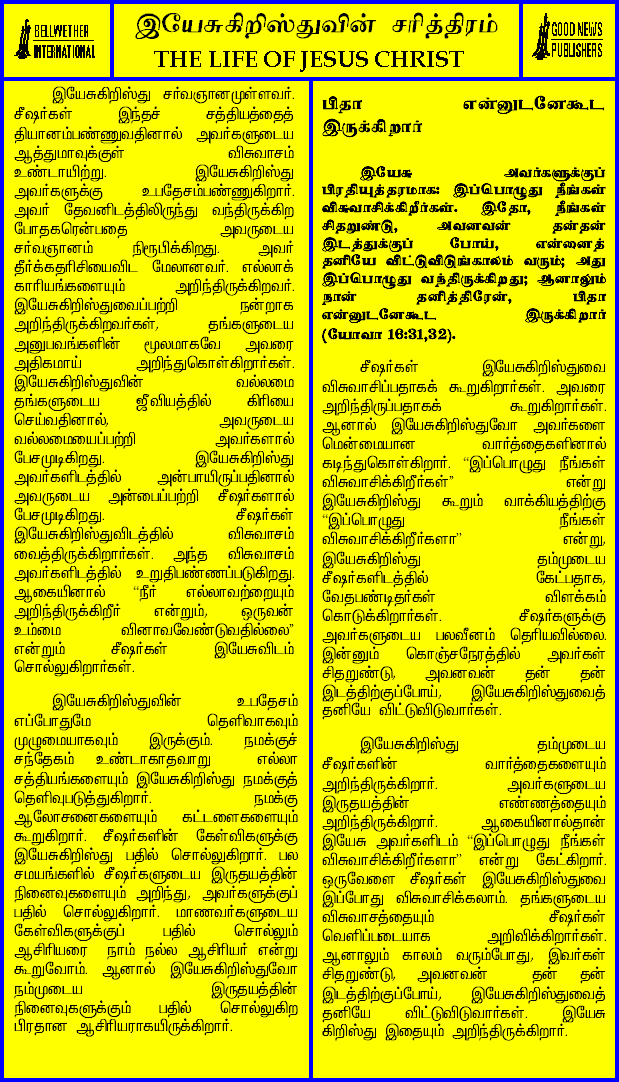 BELLWETHER
INTERNATIONAL
இயேசுகிறிஸ்துவின் சரித்திரம்
THE LIFE OF JESUS CHRIST
GOOD NEWS
PUBLISHERS
இயேசுகிறிஸ்து சர்வஞானமுள்ளவர்.
சீஷர்கள் இந்தச் சத்தியத்தைத்
தியானம்பண்ணுவதினால் அவர்களுடைய
ஆத்துமாவுக்குள் விசுவாசம்
உண்டாயிற்று. இயேசுகிறிஸ்து
அவர்களுக்கு உபதேசம்பண்ணுகிறார்.
அவர் தேவனிடத்திலிருந்து வந்திருக்கிற
போதகரென்பதை அவருடைய
சர்வஞானம் நிரூபிக்கிறது. அவர்
தீர்க்கதரிசியைவிட மேலானவர். எல்லாக்
காரியங்களையும் அறிந்திருக்கிறவர்.
இயேசுகிறிஸ்துவைப்பற்றி நன்றாக
அறிந்திருக்கிறவர்கள், தங்களுடைய
அனுபவங்களின் மூலமாகவே அவரை
அதிகமாய் அறிந்துகொள்கிறார்கள்.
இயேசுகிறிஸ்துவின் வல்லமை
தங்களுடைய ஜீவியத்தில் கிரியை
செய்வதினால், அவருடைய
வல்லமையைப்பற்றி அவர்களால்
பேசமுடிகிறது. இயேசுகிறிஸ்து
அவர்களிடத்தில் அன்பாயிருப்பதினால்
அவருடைய அன்பைப்பற்றி சீஷர்களால்
பேசமுடிகிறது. சீஷர்கள்
இயேசுகிறிஸ்துவிடத்தில் விசுவாசம்
வைத்திருக்கிறார்கள். அந்த விசுவாசம்
அவர்களிடத்தில் உறுதிபண்ணப்படுகிறது.
ஆகையினால் “நீர் எல்லாவற்றையும்
அறிந்திருக்கிறீர் என்றும், ஒருவன்
உம்மை வினாவவேண்டுவதில்லை”
என்றும் சீஷர்கள் இயேசுவிடம்
சொல்லுகிறார்கள்.
இயேசுகிறிஸ்துவின் உபதேசம்
எப்போதுமே தெளிவாகவும்
முழுமையாகவும் இருக்கும். நமக்குச்
சந்தேகம் உண்டாகாதவாறு எல்லா
சத்தியங்களையும் இயேசுகிறிஸ்து நமக்குத்
தெளிவுபடுத்துகிறார். நமக்கு
ஆலோசனைகளையும் கட்டளைகளையும்
கூறுகிறார். சீஷர்களின் கேள்விகளுக்கு
இயேசுகிறிஸ்து பதில் சொல்லுகிறார். பல
சமயங்களில் சீஷர்களுடைய இருதயத்தின்
நினைவுகளையும் அறிந்து, அவர்களுக்குப்
பதில் சொல்லுகிறார். மாணவர்களுடைய
கேள்விகளுக்குப் பதில் சொல்லும்
ஆசிரியரை நாம் நல்ல ஆசிரியர் என்று
கூறுவோம். ஆனால் இயேசுகிறிஸ்துவோ
நம்முடைய இருதயத்தின்
நினைவுகளுக்கும் பதில் சொல்லுகிற
பிரதான ஆசிரியராகயிருக்கிறார்.
பிதா என்னுடனேகூட
இருக்கிறார்
இயேசு அவர்களுக்குப்
பிரதியுத்தரமாக: இப்பொழுது நீங்கள்
விசுவாசிக்கிறீர்கள். இதோ, நீங்கள்
சிதறுண்டு, அவனவன் தன்தன்
இடத்துக்குப் போய், என்னைத்
தனியே விட்டுவிடுங்காலம் வரும்; அது
இப்பொழுது வந்திருக்கிறது; ஆனாலும்
நான் தனித்திரேன், பிதா
என்னுடனேகூட இருக்கிறார்
(யோவா 16:31,32).
சீஷர்கள் இயேசுகிறிஸ்துவை
விசுவாசிப்பதாகக் கூறுகிறார்கள். அவரை
அறிந்திருப்பதாகக் கூறுகிறார்கள்.
ஆனால் இயேசுகிறிஸ்துவோ அவர்களை
மென்மையான வார்த்தைகளினால்
கடிந்துகொள்கிறார். “இப்பொழுது நீங்கள்
விசுவாசிக்கிறீர்கள்” என்று
இயேசுகிறிஸ்து கூறும் வாக்கியத்திற்கு
“இப்பொழுது நீங்கள்
விசுவாசிக்கிறீர்களா” என்று,
இயேசுகிறிஸ்து தம்முடைய
சீஷர்களிடத்தில் கேட்பதாக,
வேதபண்டிதர்கள் விளக்கம்
கொடுக்கிறார்கள். சீஷர்களுக்கு
அவர்களுடைய பலவீனம் தெரியவில்லை.
இன்னும் கொஞ்சநேரத்தில் அவர்கள்
சிதறுண்டு, அவனவன் தன் தன்
இடத்திற்குப்போய், இயேசுகிறிஸ்துவைத்
தனியே விட்டுவிடுவார்கள்.
இயேசுகிறிஸ்து தம்முடைய
சீஷர்களின் வார்த்தைகளையும்
அறிந்திருக்கிறார். அவர்களுடைய
இருதயத்தின் எண்ணத்தையும்
அறிந்திருக்கிறார். ஆகையினால்தான்
இயேசு அவர்களிடம் “இப்பொழுது நீங்கள்
விசுவாசிக்கிறீர்களா” என்று கேட்கிறார்.
ஒருவேளை சீஷர்கள் இயேசுகிறிஸ்துவை
இப்போது விசுவாசிக்கலாம். தங்களுடைய
விசுவாசத்தையும் சீஷர்கள்
வெளிப்படையாக அறிவிக்கிறார்கள்.
ஆனாலும் காலம் வரும்போது, இவர்கள்
சிதறுண்டு, அவனவன் தன் தன்
இடத்திற்குப்போய், இயேசுகிறிஸ்துவைத்
தனியே விட்டுவிடுவார்கள். இயேசு
கிறிஸ்து இதையும் அறிந்திருக்கிறார்.